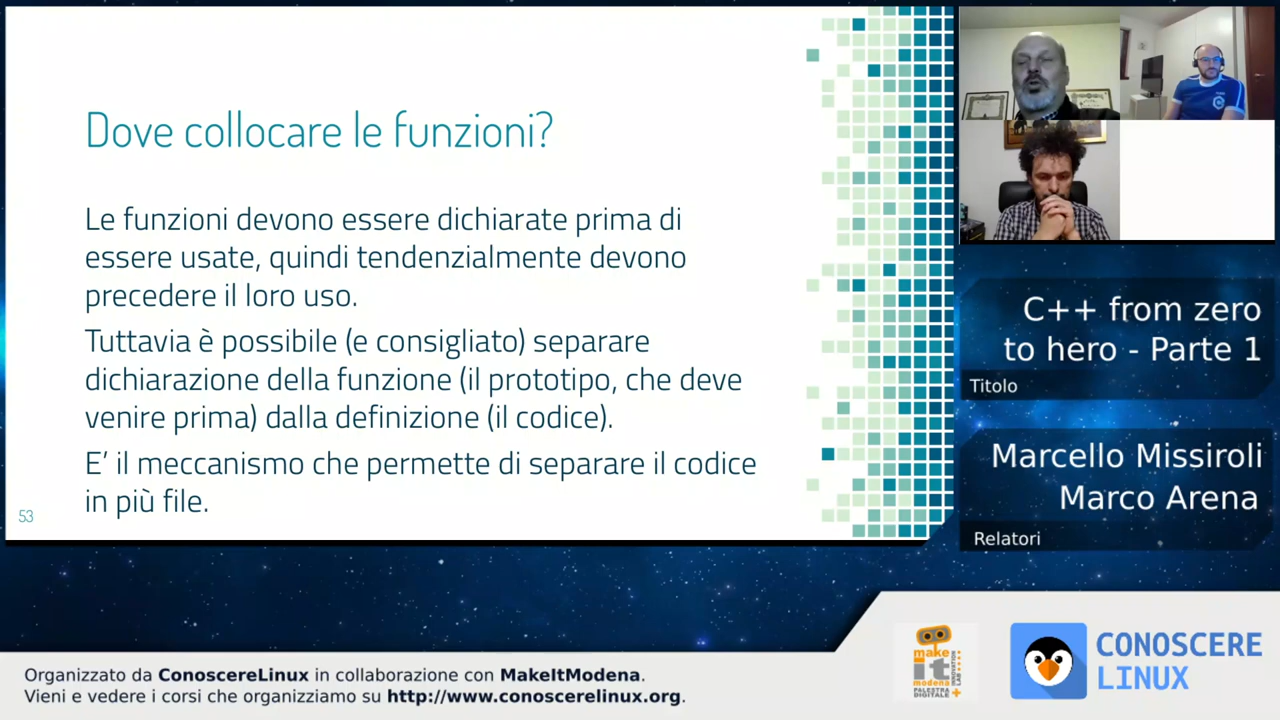 Dove collocare le funzioni?
Le funzioni devono essere dichiarate prima di
essere usate, quindi tendenzialmente devono
precedere il loro uso.
Tuttavia è possibile (e consigliato) separare
dichiarazione della funzione (il prototipo, che deve
venire prima) dalla definizione (il codice).
E’ il meccanismo che permette di separare il codice
in più file.
53
C++ from zero
to hero - Parte 1
Titolo
Marcello Missiroli
Marco Arena
Relatori
Organizzato da ConoscereLinux in collaborazione con MakeItModena.
Vieni e vedere i corsi che organizziamo su http://www.conoscerelinux.org.
make
it
modena
PALESTRA
DIGITALE
INNOVATION
LAB
CONOSCERE
LINUX